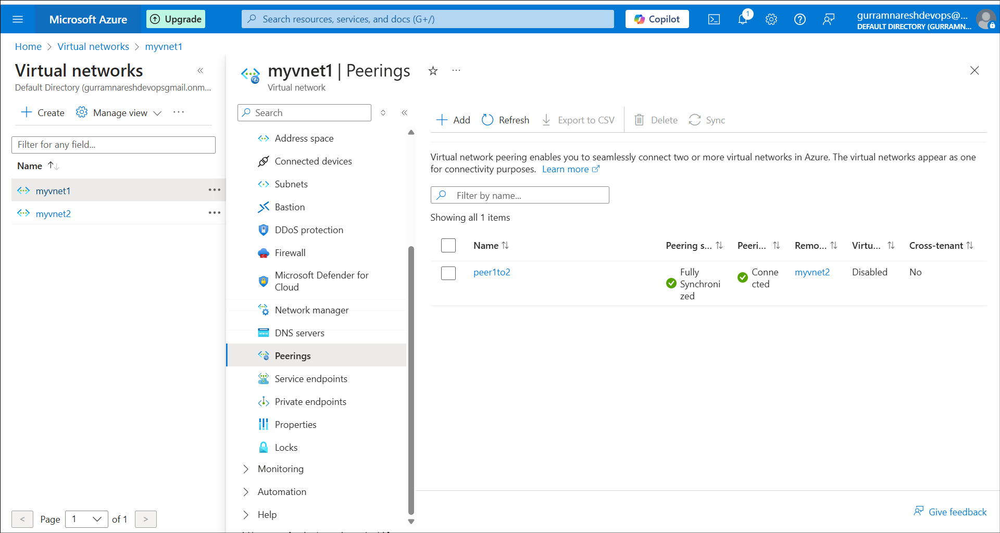 Microsoft Azure
Upgrade
Search resources, services, and docs (G+/)
Copilot
1
gurramnareshdevops@...
DEFAULT DIRECTORY (GURRAMN...
Home > Virtual networks > myvnet1
Virtual networks
Default Directory (gurramnareshdevopsgmail.onm...
Create
Manage view
Filter for any field...
Name
myvnet1
myvnet2
< Page 1 of 1 >
myvnet1 | Peerings
Virtual network
Search
Address space
Connected devices
Subnets
Bastion
DDoS protection
Firewall
Microsoft Defender for
Cloud
Network manager
DNS servers
Peerings
Service endpoints
Private endpoints
Properties
Locks
Monitoring
Automation
Help
Add
Refresh
Export to CSV
Delete
Sync
Virtual network peering enables you to seamlessly connect two or more virtual networks in Azure. The virtual networks appear as one
for connectivity purposes. Learn more
Filter by name...
Showing all 1 items
Name Peering s... Peeri... Remo... Virtu... Cross-tenant
peer1to2
Fully
Synchroni
zed
Conne
cted
myvnet2
Disabled
No
Give feedback